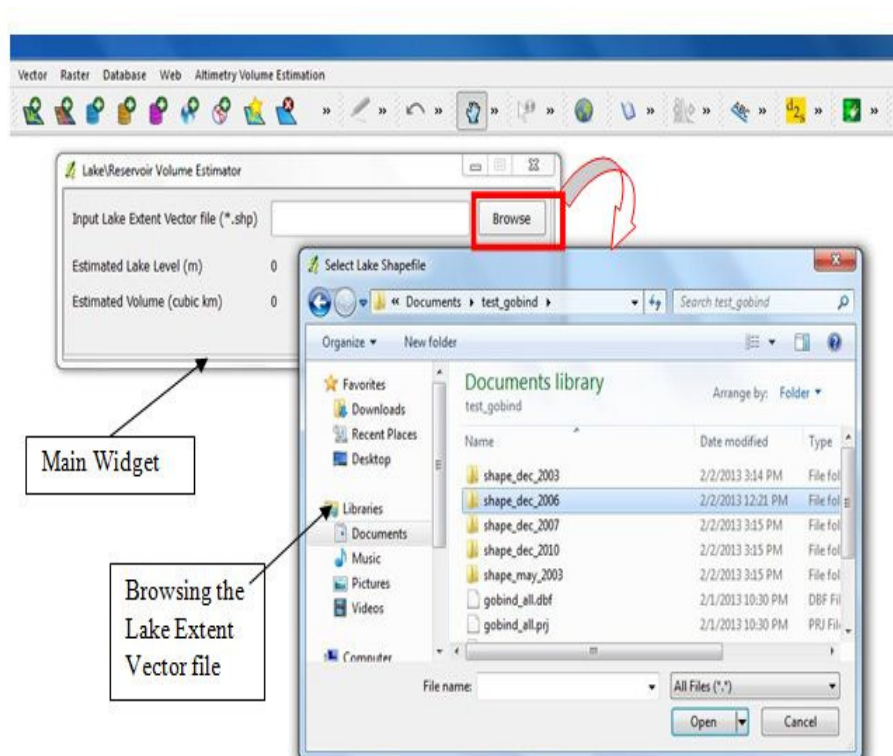 Vector Raster Database Web Altimetry Volume Estimation
Lake\Reservoir Volume Estimator
Input Lake Extent Vector file (*.shp)
Browse
Estimated Lake Level (m) 0
Estimated Volume (cubic km) 0
Select Lake Shapefile
« Documents test_gobind
Search test_gobind
Organize New folder
Favorites
Downloads
Recent Places
Desktop
Libraries
Documents
Music
Pictures
Videos
Computer
Documents library
test_gobind
Arrange by: Folder
Name Date modified Type
shape_dec_2003 2/2/2013 3:14 PM File fol
shape_dec_2006 2/2/2013 12:21 PM File fol
shape_dec_2007 2/2/2013 3:15 PM File fol
shape_dec_2010 2/2/2013 3:15 PM File fol
shape_may_2003 2/2/2013 3:15 PM File fol
gobind_all.dbf 2/1/2013 10:30 PM DBF Fil
gobind_all.prj 2/1/2013 10:30 PM PRJ File
File name:
All Files (*.*)
Open Cancel
Main Widget
Browsing the
Lake Extent
Vector file